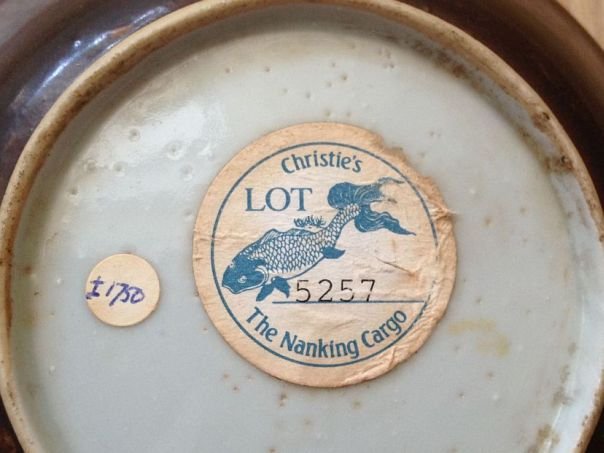 Christie's
LOT
5257
The Nanking Cargo
£1750